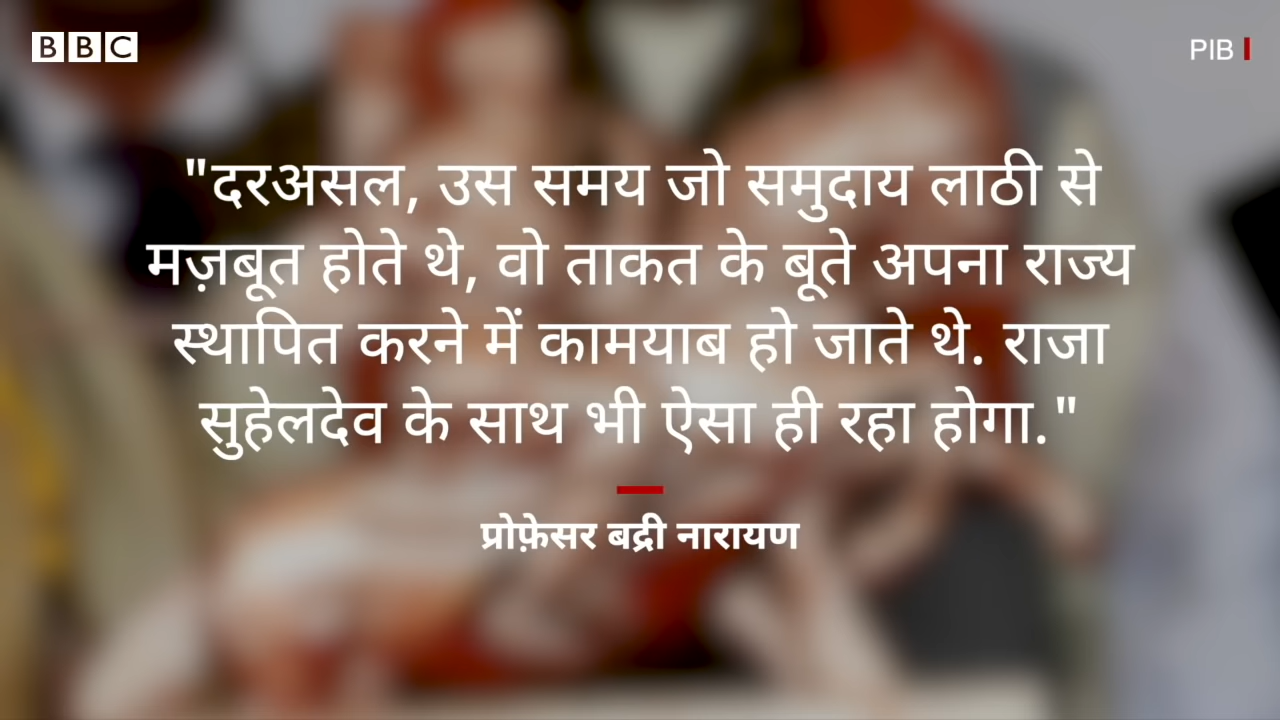 BBC
PIB
"दरअसल, उस समय जो समुदाय लाठी से
मज़बूत होते थे, वो ताकत के बूते अपना राज्य
स्थापित करने में कामयाब हो जाते थे. राजा
सुहेलदेव के साथ भी ऐसा ही रहा होगा."
प्रोफ़ेसर बद्री नारायण